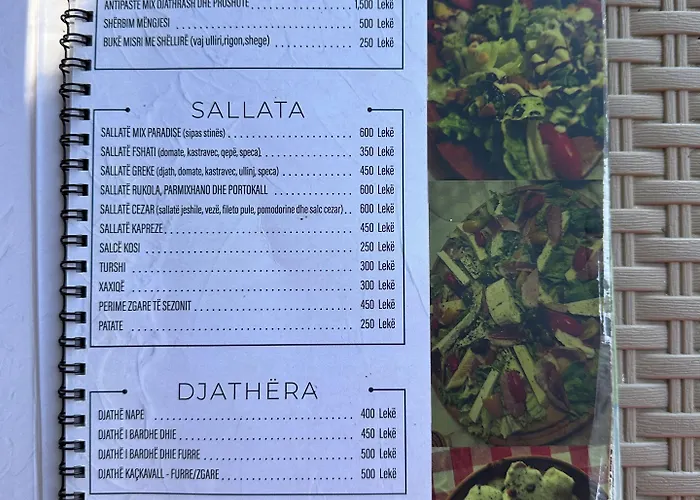 ANTIPASTË MIX DJATHRASH DHE PROSHUTË 1,500 Lekë
SHËRBIM MËNGJESI 500 Lekë
BUKË MISRI ME SHËLLIRË (vaj ulliri,rigon,shege) 250 Lekë
SALLATA
SALLATË MIX PARADISE (sipas stinës) 600 Lekë
SALLATË FSHATI (domate, kastravec, qepë, speca) 350 Lekë
SALLATË GREKE (djath, domate, kastravec, ullinj, speca) 450 Lekë
SALLATË RUKOLA, PARMIXHANO DHE PORTOKALL 600 Lekë
SALLATË CEZAR (sallatë jeshile, vezë, fileto pule, pomodorine dhe salc cezar) 600 Lekë
SALLATË KAPREZE 450 Lekë
SALCË KOSI 250 Lekë
TURSHI 300 Lekë
XAXIQË 300 Lekë
PERIME ZGARE TË SEZONIT 450 Lekë
PATATE 250 Lekë
DJATHËRA
DJATHË NAPË 400 Lekë
DJATHË I BARDHE DHIE 450 Lekë
DJATHË I BARDHË DHIE FURRE 500 Lekë
DJATHË KAÇKAVALL - FURRE/ZGARE 500 Lekë